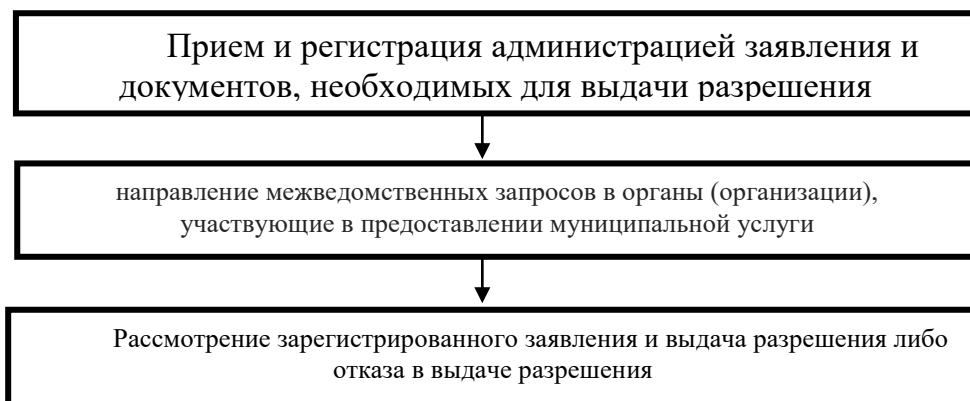 Прием и регистрация администрацией заявления и
документов, необходимых для выдачи разрешения
направление межведомственных запросов в органы (организации),
участвующие в предоставлении муниципальной услуги
Рассмотрение зарегистрированного заявления и выдача разрешения либо
отказа в выдаче разрешения